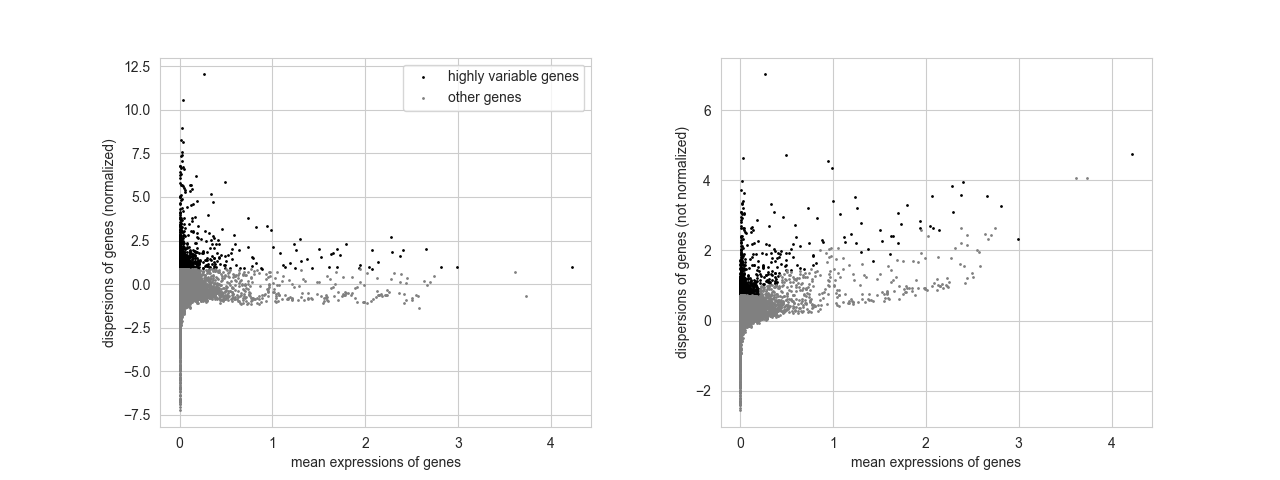 12.5
10.0
7.5
5.0
2.5
0.0
−2.5
−5.0
−7.5
dispersions of genes (normalized)
highly variable genes
other genes
0 1 2 3 4
mean expressions of genes
6
4
2
0
−2
dispersions of genes (not normalized)
0 1 2 3 4
mean expressions of genes